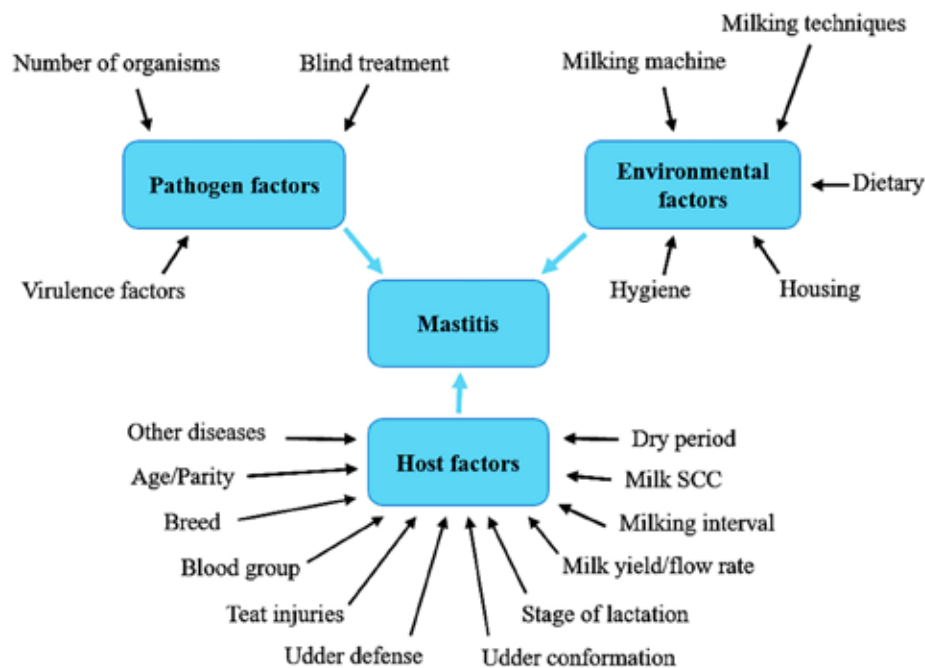 Milking techniques
Number of organisms
Blind treatment
Milking machine
Pathogen factors
Environmental
factors
Dietary
Virulence factors
Hygiene
Housing
Mastitis
Other diseases
Dry period
Host factors
Age/Parity
Milk SCC
Breed
Milking interval
Blood group
Milk yield/flow rate
Teat injuries
Stage of lactation
Udder defense
Udder conformation